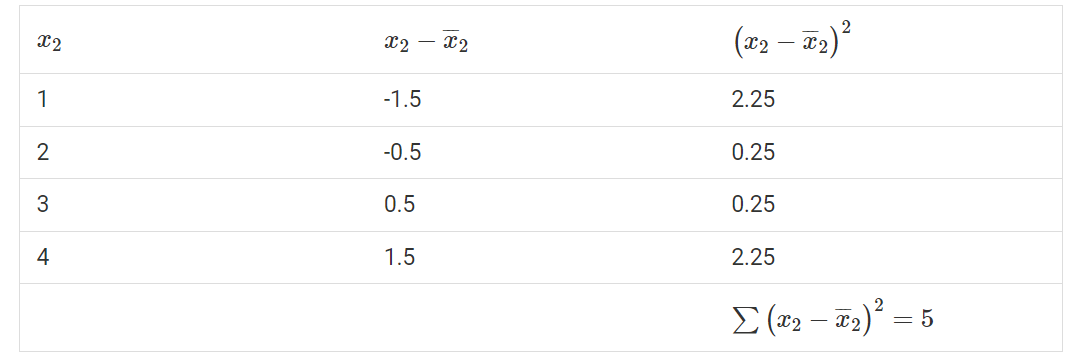 x₂ x₂ − x̅₂ (x₂ − x̅₂)²
1 -1.5 2.25
2 -0.5 0.25
3 0.5 0.25
4 1.5 2.25
∑ (x₂ − x̅₂)² = 5